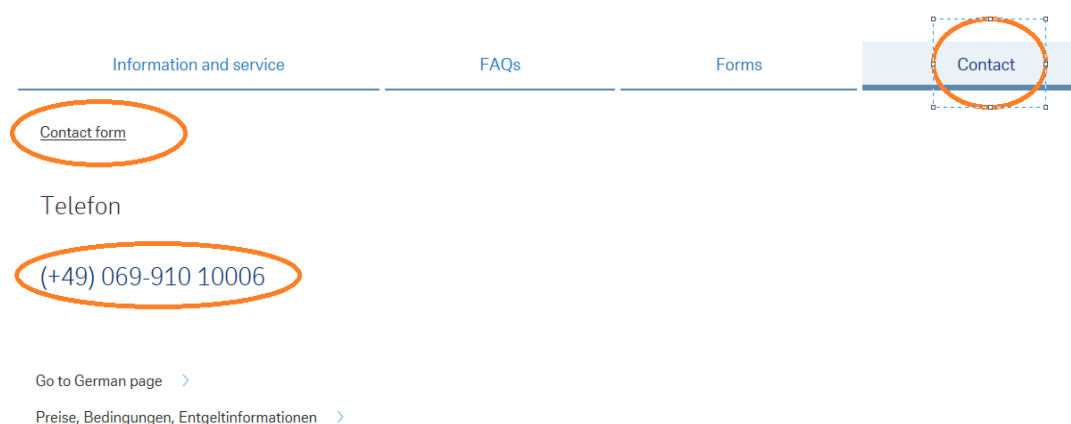 Information and service FAQs Forms Contact
Contact form
Telefon
(+49) 069-910 10006
Go to German page
Preise, Bedingungen, Entgeltinformationen